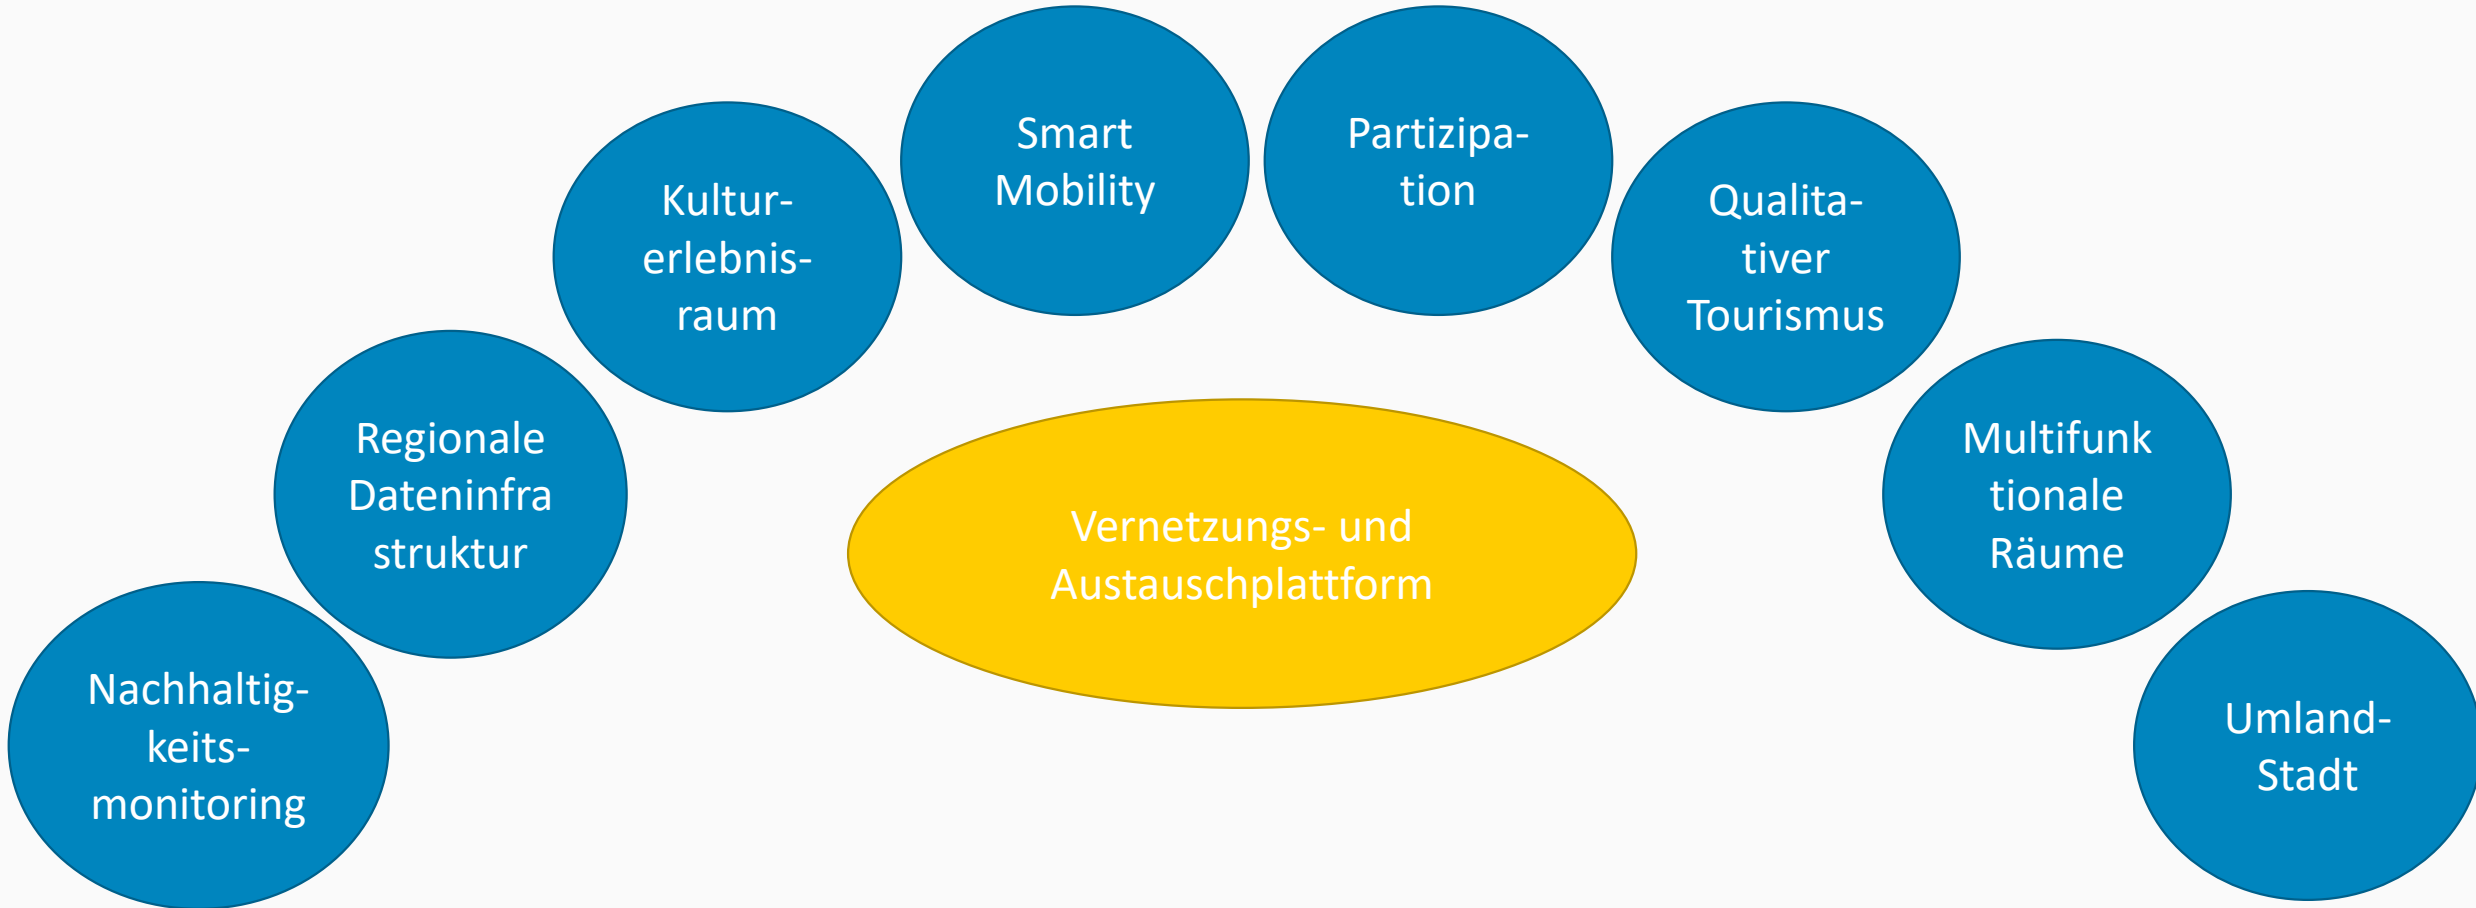 Nachhaltig-
keits-
monitoring
Regionale
Dateninfra
struktur
Kultur-
erlebnis-
raum
Smart
Mobility
Partizipa-
tion
Qualita-
tiver
Tourismus
Multifunk
tionale
Räume
Umland-
Stadt
Vernetzungs- und
Austauschplattform